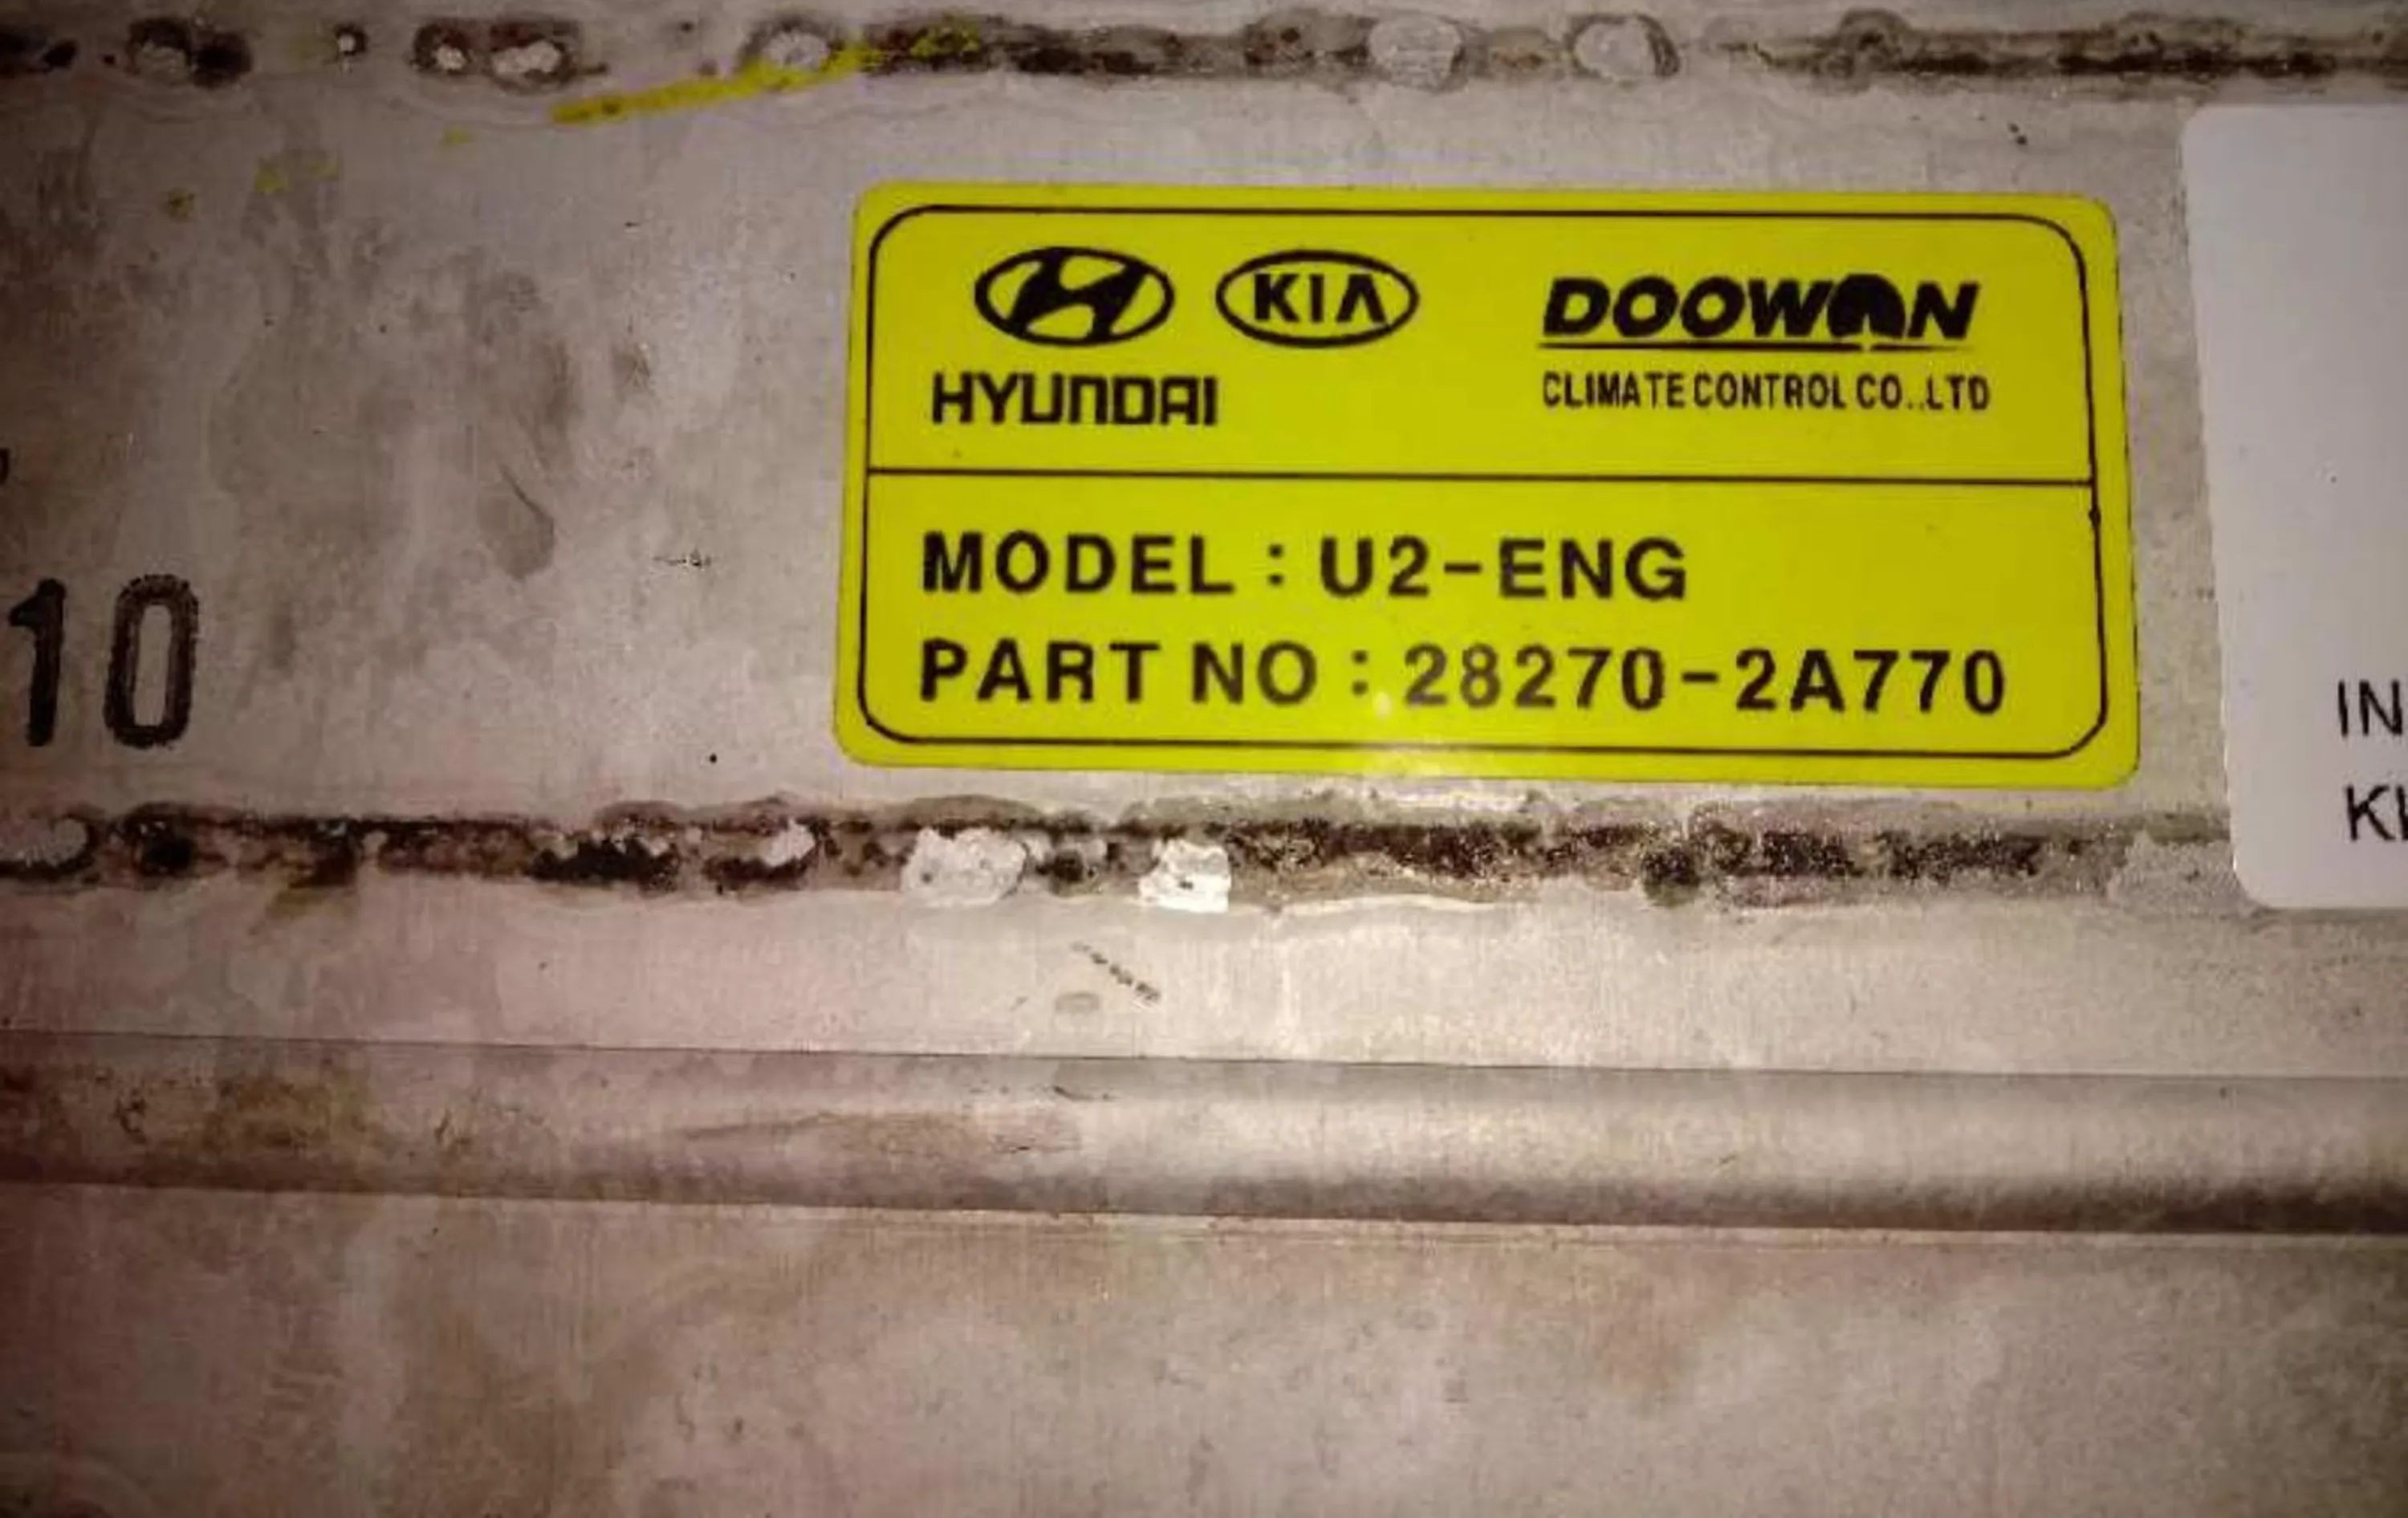 KIA
DOOWON
HYUNDAI
CLIMATE CONTROL CO.,LTD
MODEL : U2-ENG
PART NO : 28270-2A770
10
IN